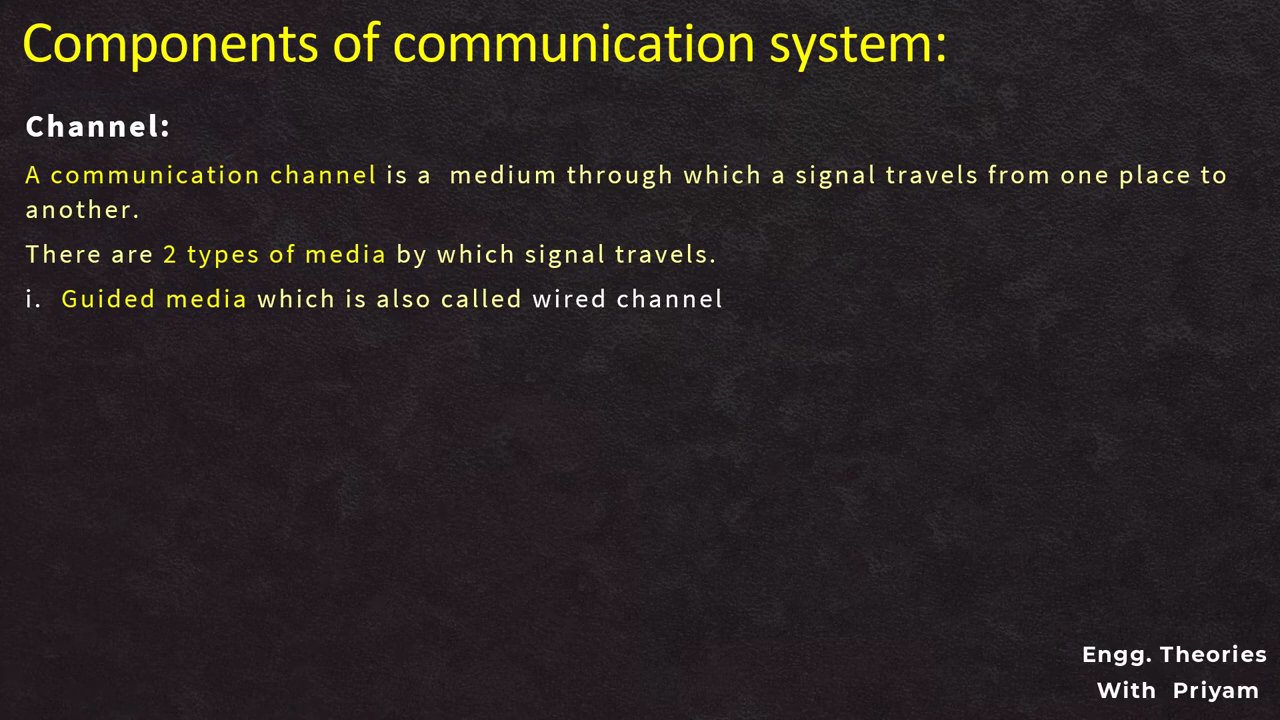 Components of communication system:
Channel:
A communication channel is a medium through which a signal travels from one place to
another.
There are 2 types of media by which signal travels.
i. Guided media which is also called wired channel
Engg. Theories
With Priyam